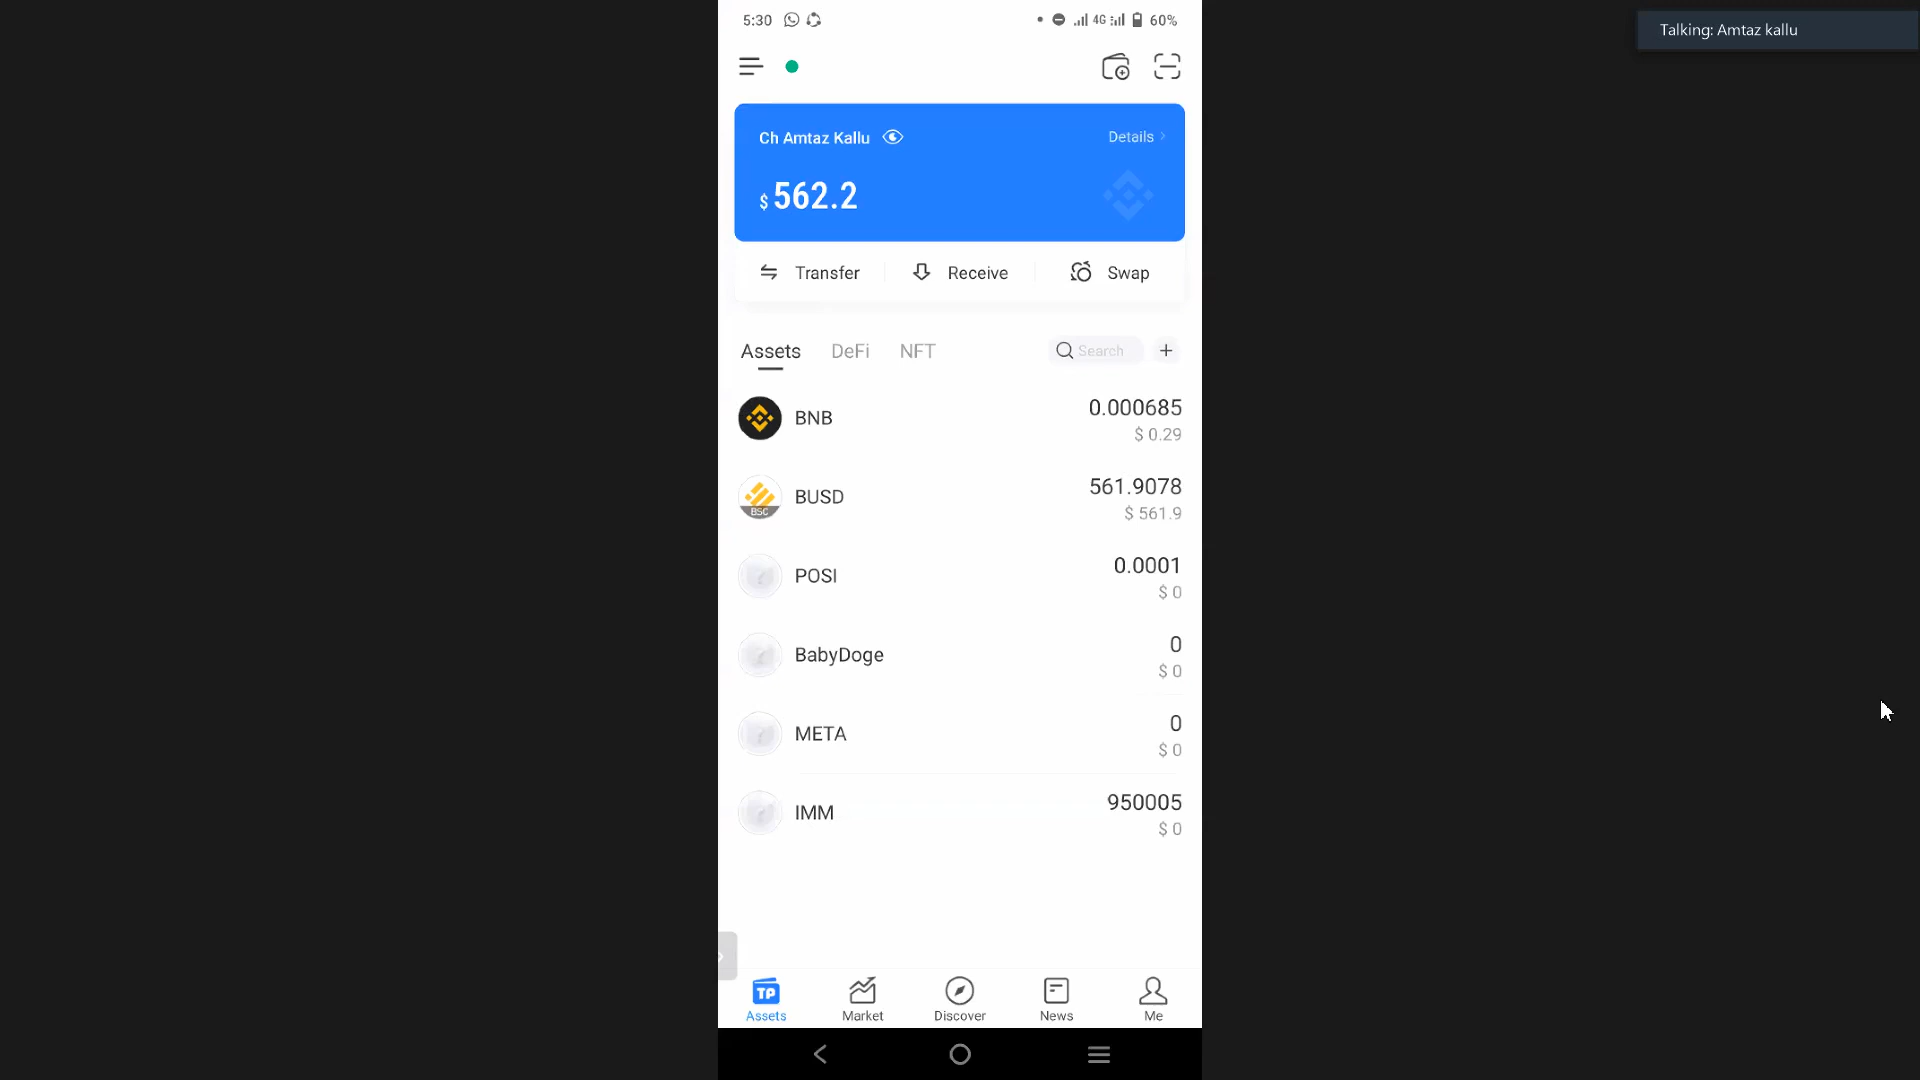 5:30
4G
60%
Talking: Amtaz kallu
Ch Amtaz Kallu
Details
$ 562.2
Transfer
Receive
Swap
Assets
DeFi
NFT
Search
BNB
0.000685
$ 0.29
BSC
BUSD
561.9078
$ 561.9
POSI
0.0001
$ 0
BabyDoge
0
$ 0
META
0
$ 0
IMM
950005
$ 0
TP
Assets
Market
Discover
News
Me